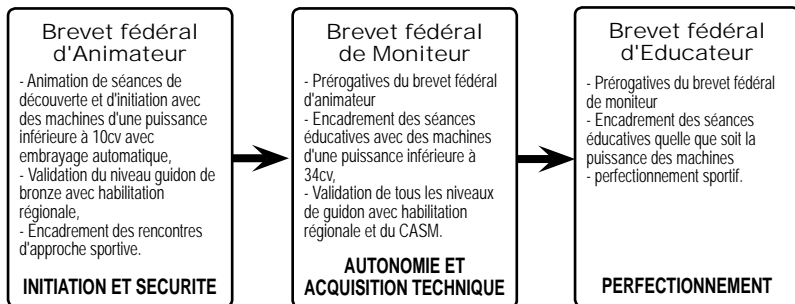 Brevet fédéral
d'Animateur
- Animation de séances de
découverte et d'initiation avec
des machines d'une puissance
inférieure à 10cv avec
embrayage automatique,
- Validation du niveau guidon de
bronze avec habilitation
régionale,
- Encadrement des rencontres
d'approche sportive.
INITIATION ET SECURITE
Brevet fédéral
de Moniteur
- Prérogatives du brevet fédéral
d'animateur
- Encadrement des séances
éducatives avec des machines
d'une puissance inférieure à
34cv,
- Validation de tous les niveaux
de guidon avec habilitation
régionale et du CASM.
AUTONOMIE ET
ACQUISITION TECHNIQUE
Brevet fédéral
d'Educateur
- Prérogatives du brevet fédéral
de moniteur
- Encadrement des séances
éducatives quelle que soit la
puissance des machines
- perfectionnement sportif.
PERFECTIONNEMENT